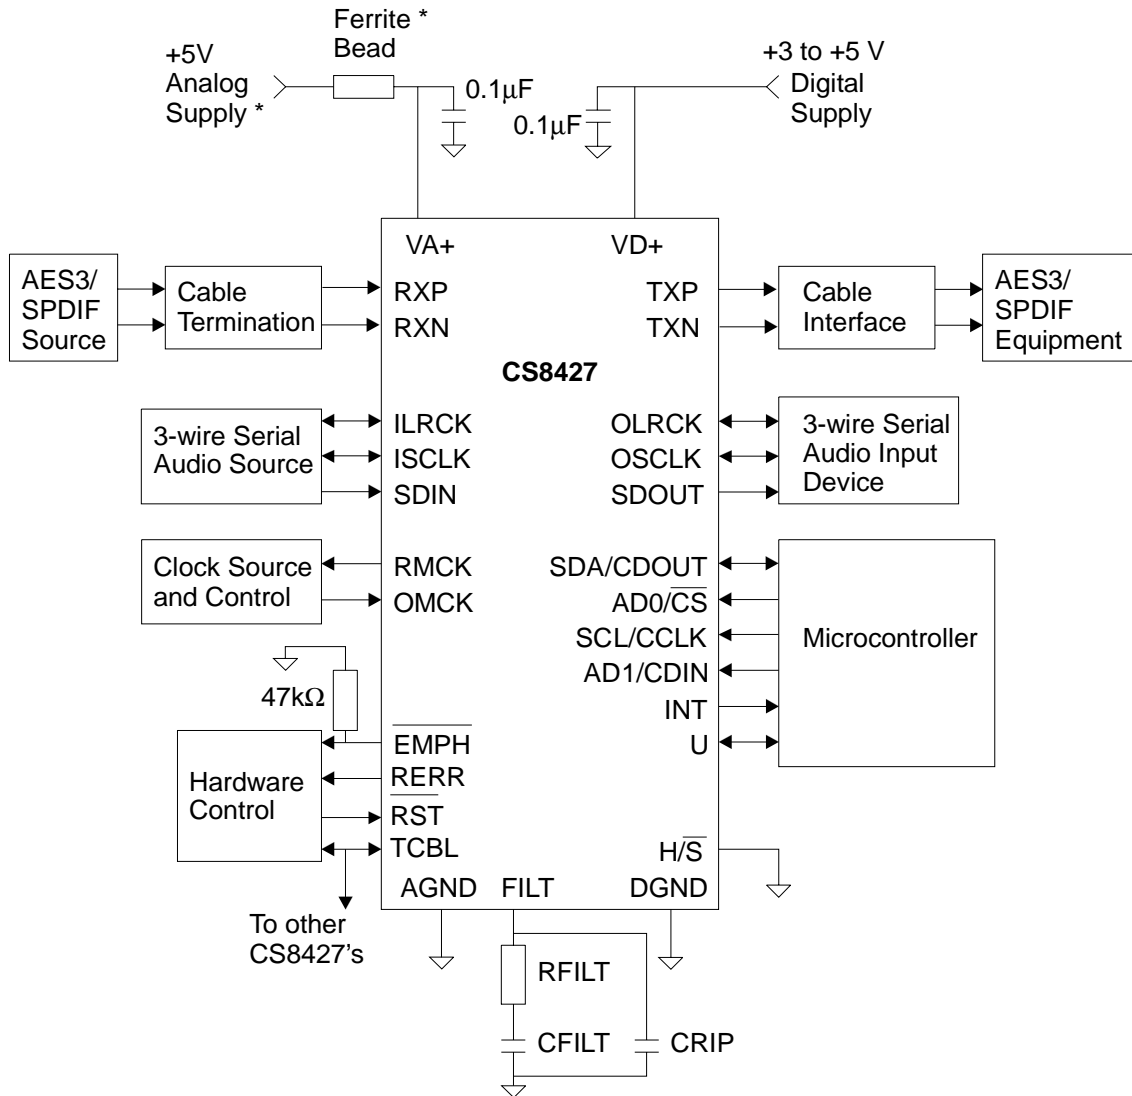 Ferrite *
Bead
+5V
Analog
Supply *
0.1μF
0.1μF
+3 to +5 V
Digital
Supply
VA+
VD+
AES3/
SPDIF
Source
Cable
Termination
RXP
RXN
TXP
TXN
Cable
Interface
AES3/
SPDIF
Equipment
CS8427
3-wire Serial
Audio Source
ILRCK
ISCLK
SDIN
OLRCK
OSCLK
SDOUT
3-wire Serial
Audio Input
Device
Clock Source
and Control
RMCK
OMCK
SDA/CDOUT
AD0/C̅S̅
SCL/CCLK
AD1/CDIN
INT
U
Microcontroller
47kΩ
Hardware
Control
E̅M̅P̅H̅
RERR
R̅S̅T̅
TCBL
H/S̅
AGND
FILT
DGND
To other
CS8427's
RFILT
CFILT
CRIP